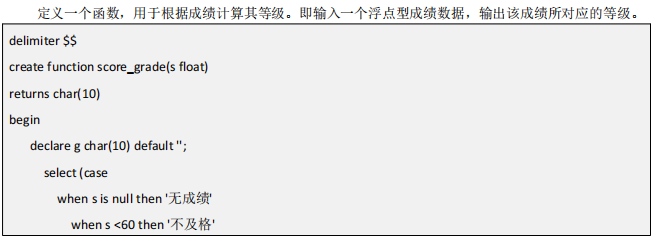 定义一个函数，用于根据成绩计算其等级。即输入一个浮点型成绩数据，输出该成绩所对应的等级。
delimiter $$
create function score_grade(s float)
returns char(10)
begin
declare g char(10) default '';
select (case
when s is null then '无成绩'
when s <60 then '不及格'